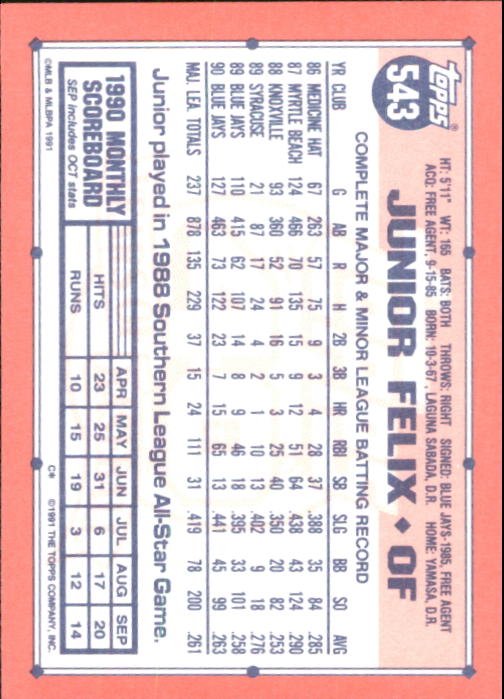 TOPPS®
543
JUNIOR FELIX ◆ OF
HT: 5'11" WT: 165 BATS: BOTH THROWS: RIGHT SIGNED: BLUE JAYS-1985, FREE AGENT
ACQ: FREE AGENT, 9-15-85 BORN: 10-3-67, LAGUNA SABADA, D.R. HOME: YAMASA, D.R.
COMPLETE MAJOR & MINOR LEAGUE BATTING RECORD
YR CLUB G AB R H 2B 3B HR RBI SB SLG BB SO AVG
86 MEDICINE HAT 67 263 57 75 9 3 4 28 37 .388 35 84 .285
87 MYRTLE BEACH 124 466 70 135 15 9 12 51 64 .438 43 124 .290
88 KNOXVILLE 93 360 52 91 16 5 3 25 40 .350 20 82 .253
89 SYRACUSE 21 87 17 24 4 2 1 10 13 .402 9 18 .276
89 BLUE JAYS 110 415 62 107 14 8 9 46 18 .395 33 101 .258
90 BLUE JAYS 127 463 73 122 23 7 15 65 13 .441 45 99 .263
MAJ. LEA. TOTALS 237 878 135 229 37 15 24 111 31 .419 78 200 .261
Junior played in 1988 Southern League All-Star Game.
1990 MONTHLY SCOREBOARD
SEP includes OCT stats
APR MAY JUN JUL AUG SEP
HITS 23 25 31 6 17 20
RUNS 10 15 19 3 12 14
©MLB & MLBPA 1991
C* ©1991 THE TOPPS COMPANY, INC.